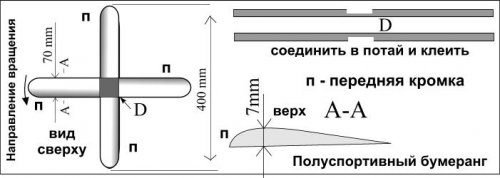 Направление вращения
70 mm
A
A
п
п
п
п
D
вид
сверху
400 mm
D
соединить в потай и клеить
п - передняя кромка
7mm
верх
A-A
п
Полуспортивный бумеранг